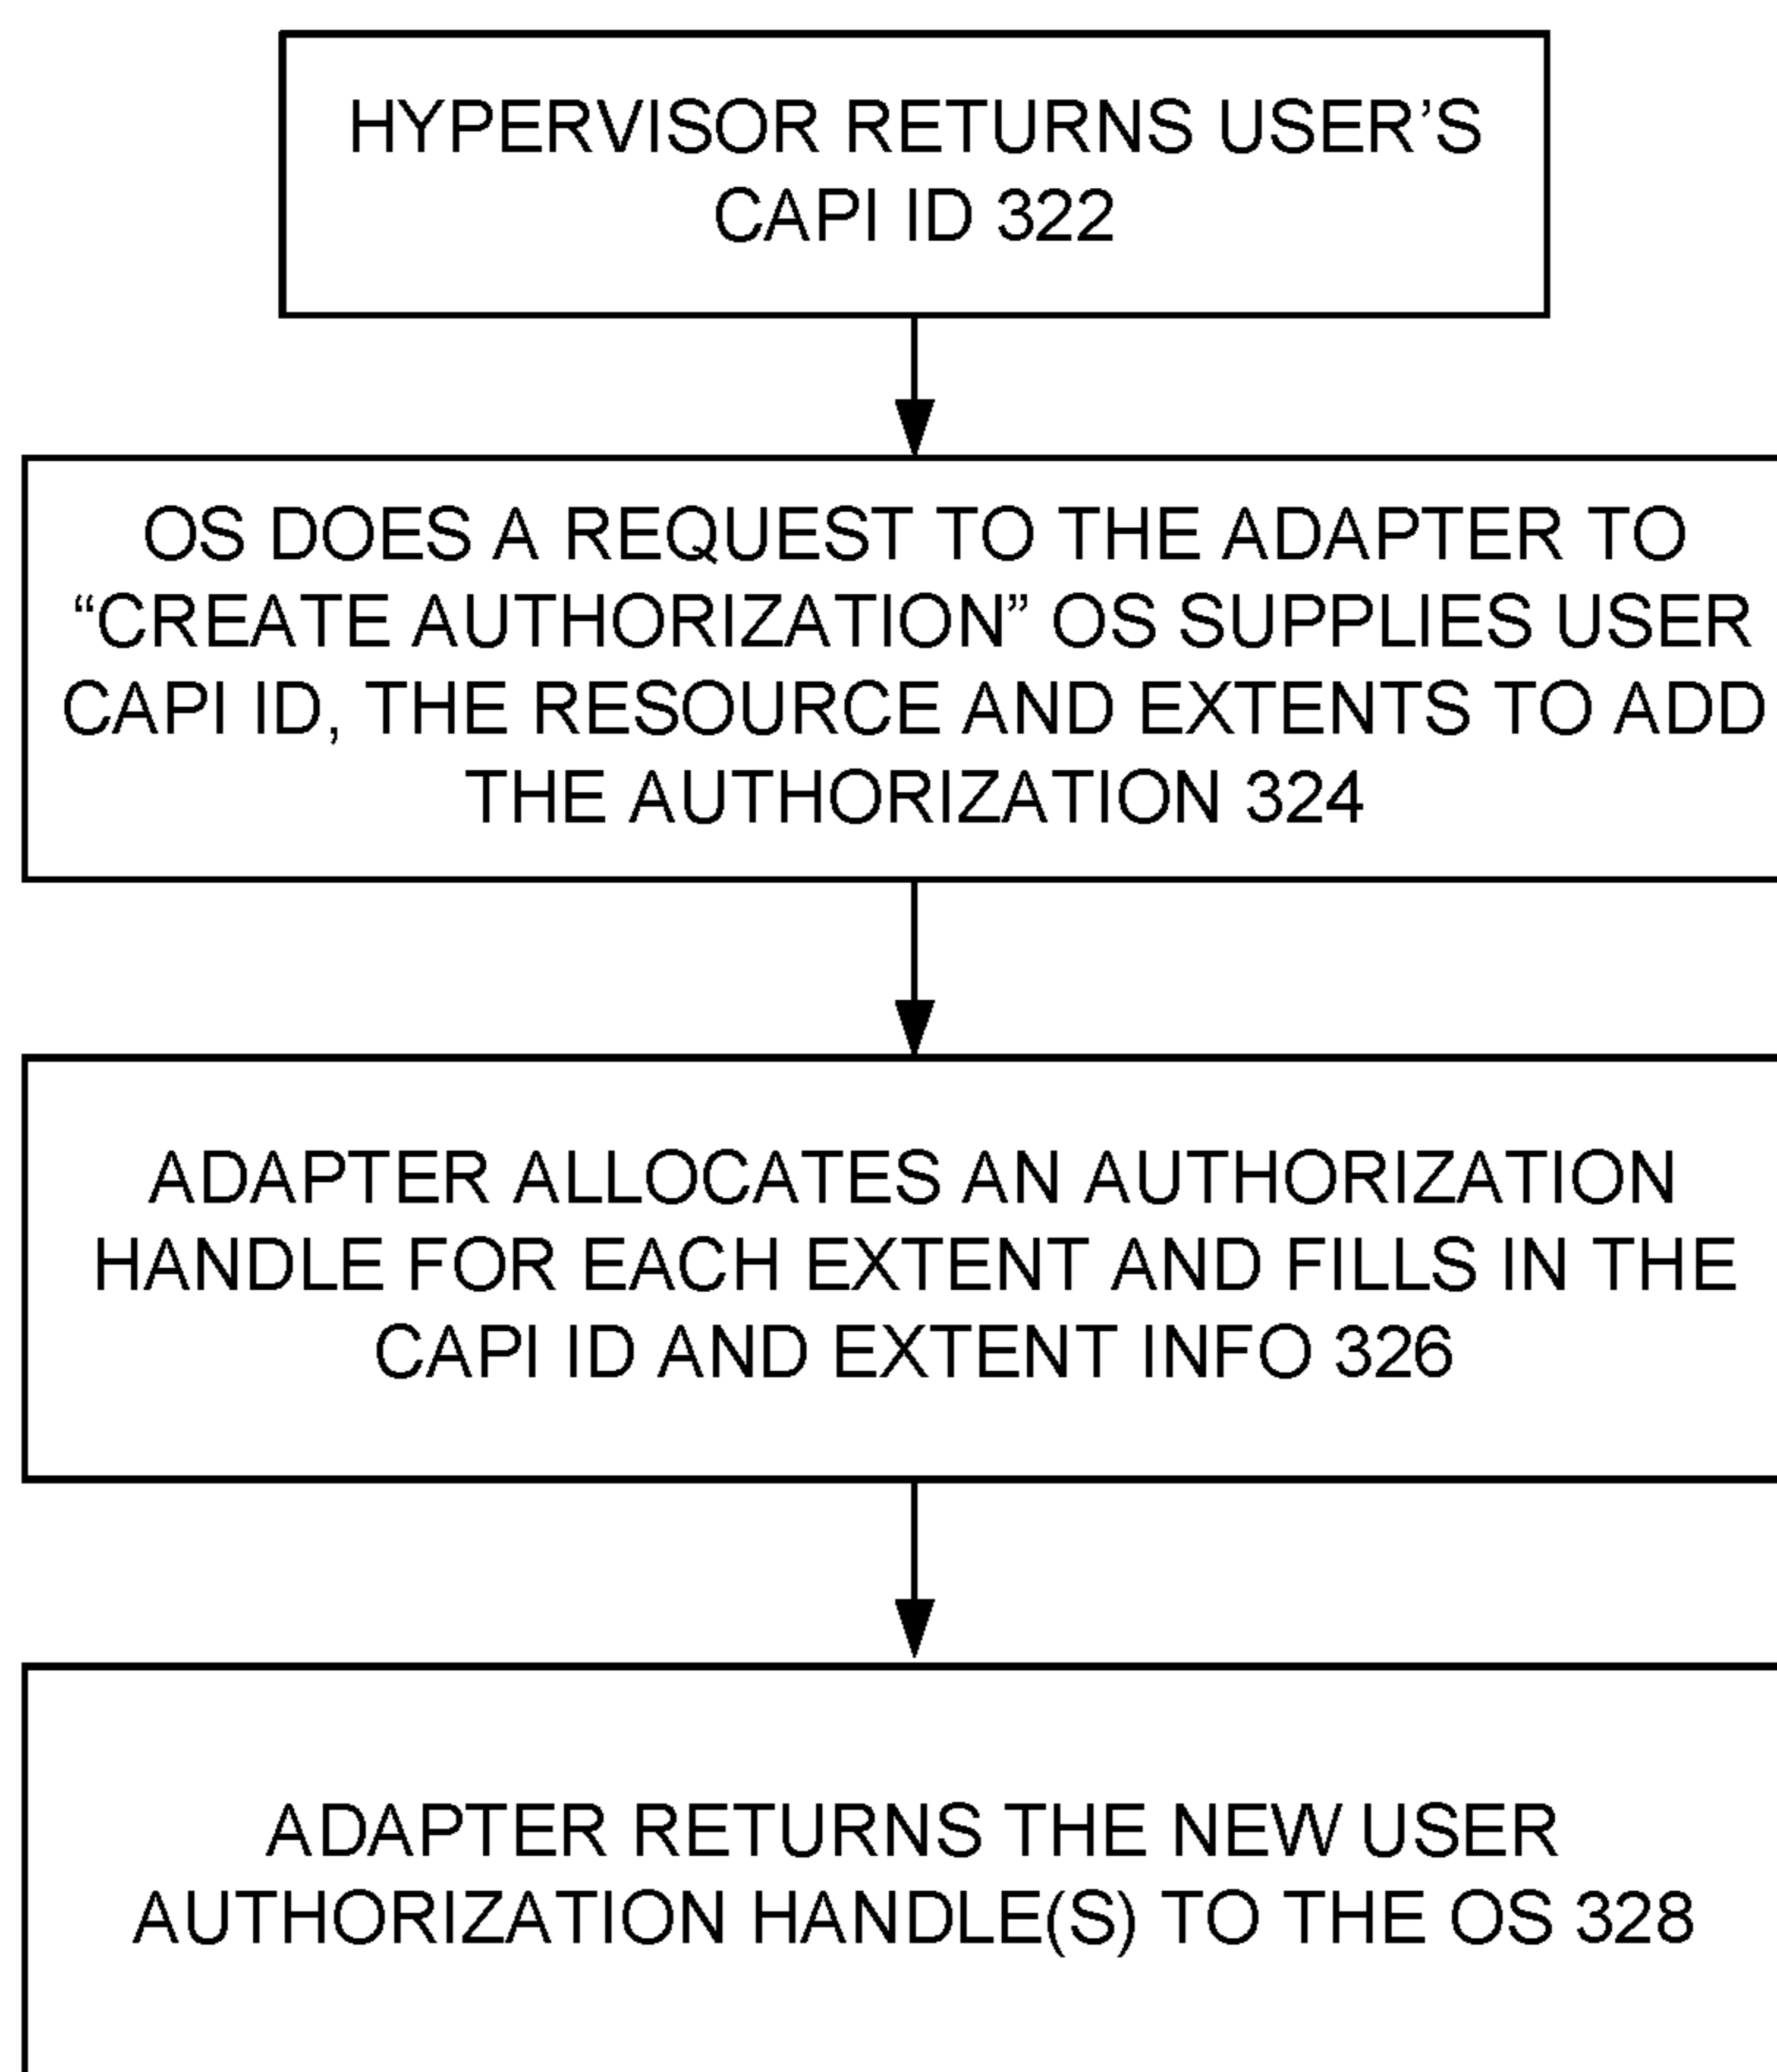 HYPERVISOR RETURNS USER’S
CAPI ID 322
OS DOES A REQUEST TO THE ADAPTER TO
“CREATE AUTHORIZATION” OS SUPPLIES USER
CAPI ID, THE RESOURCE AND EXTENTS TO ADD
THE AUTHORIZATION 324
ADAPTER ALLOCATES AN AUTHORIZATION
HANDLE FOR EACH EXTENT AND FILLS IN THE
CAPI ID AND EXTENT INFO 326
ADAPTER RETURNS THE NEW USER
AUTHORIZATION HANDLE(S) TO THE OS 328